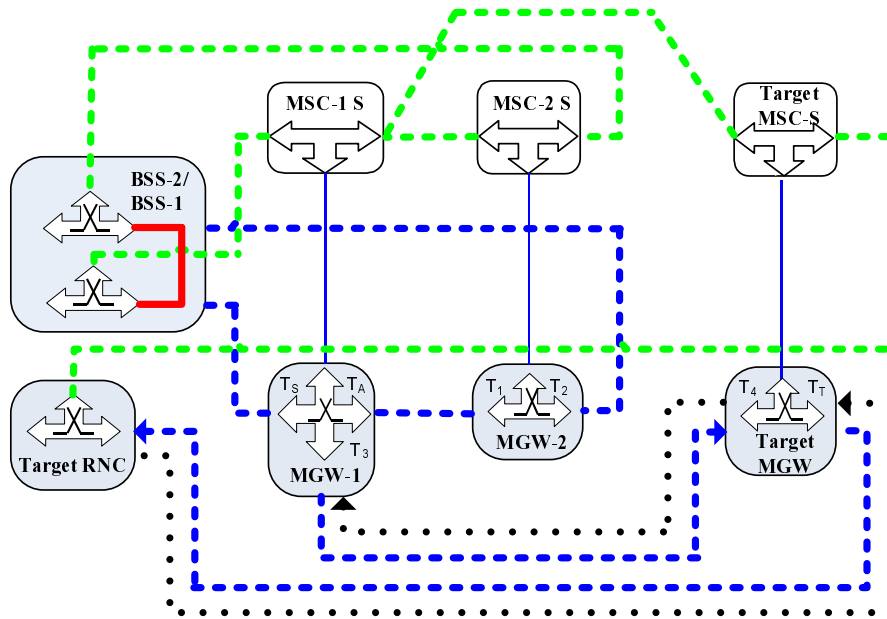 MSC-1 S
MSC-2 S
Target
MSC-S
BSS-2/
BSS-1
TS
TA
T3
MGW-1
T1
T2
MGW-2
T4
TT
Target
MGW
Target RNC